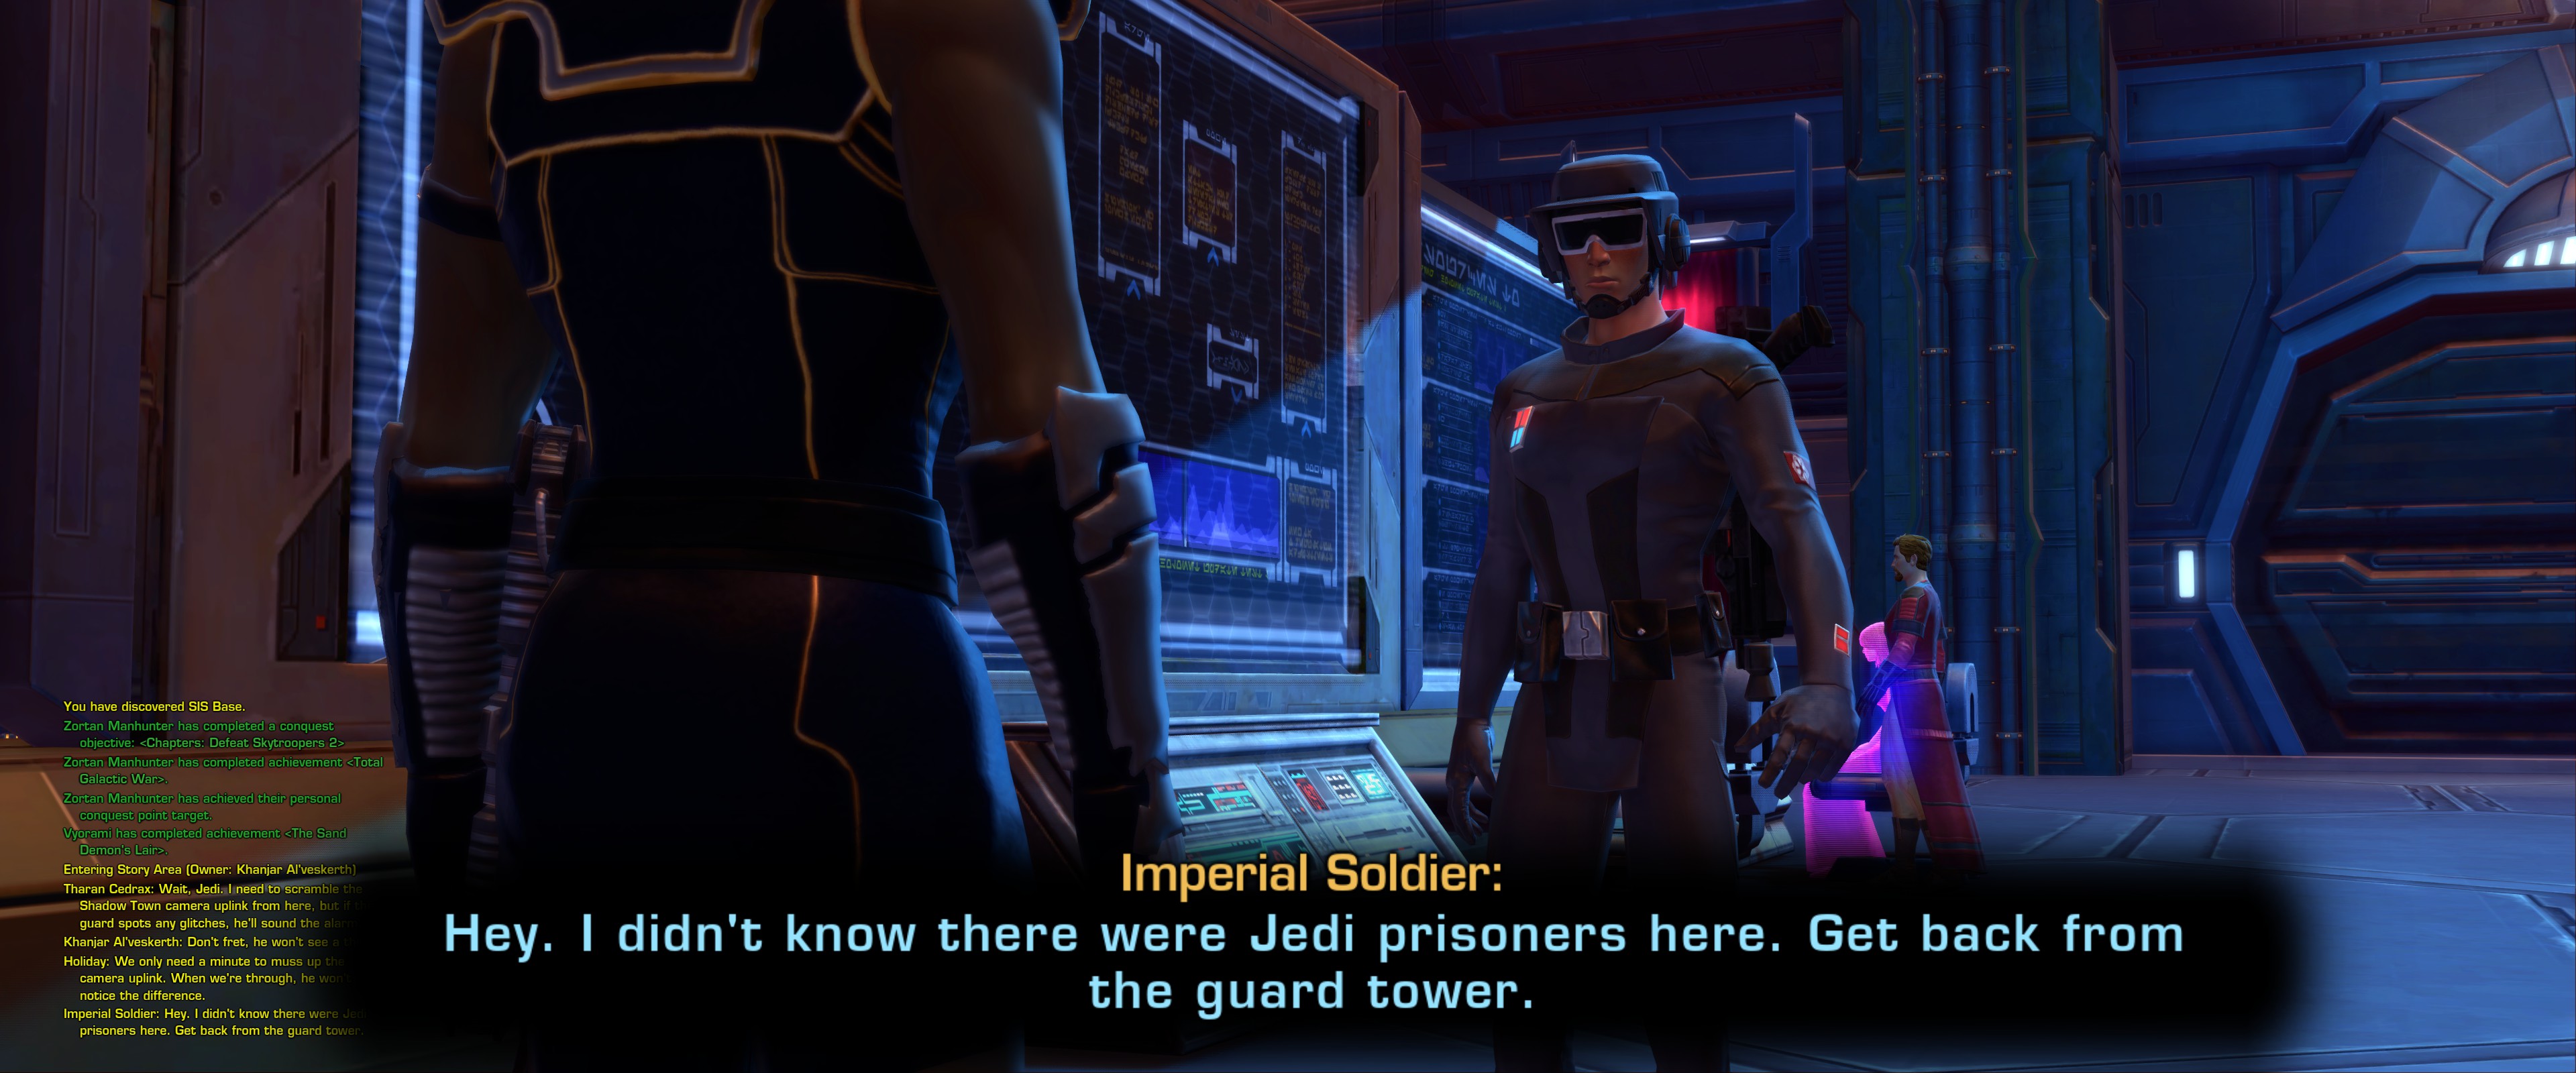 You have discovered SIS Base.
Zortan Manhunter has completed a conquest
objective: <Chapters: Defeat Skytroopers 2>
Zortan Manhunter has completed achievement <Total
Galactic War>.
Zortan Manhunter has achieved their personal
conquest point target.
Vyorami has completed achievement <The Sand
Demon's Lair>.
Entering Story Area (Owner: Khanjar Al'veskerth)
Tharan Cedrax: Wait, Jedi. I need to scramble the
Shadow Town camera uplink from here, but if the
guard spots any glitches, he'll sound the alarm
Khanjar Al'veskerth: Don't fret, he won't see a
Holiday: We only need a minute to muss up the
camera uplink. When we're through, he won't
notice the difference.
Imperial Soldier: Hey. I didn't know there were Jedi
prisoners here. Get back from the guard tower.
Imperial Soldier:
Hey. I didn't know there were Jedi prisoners here. Get back from
the guard tower.